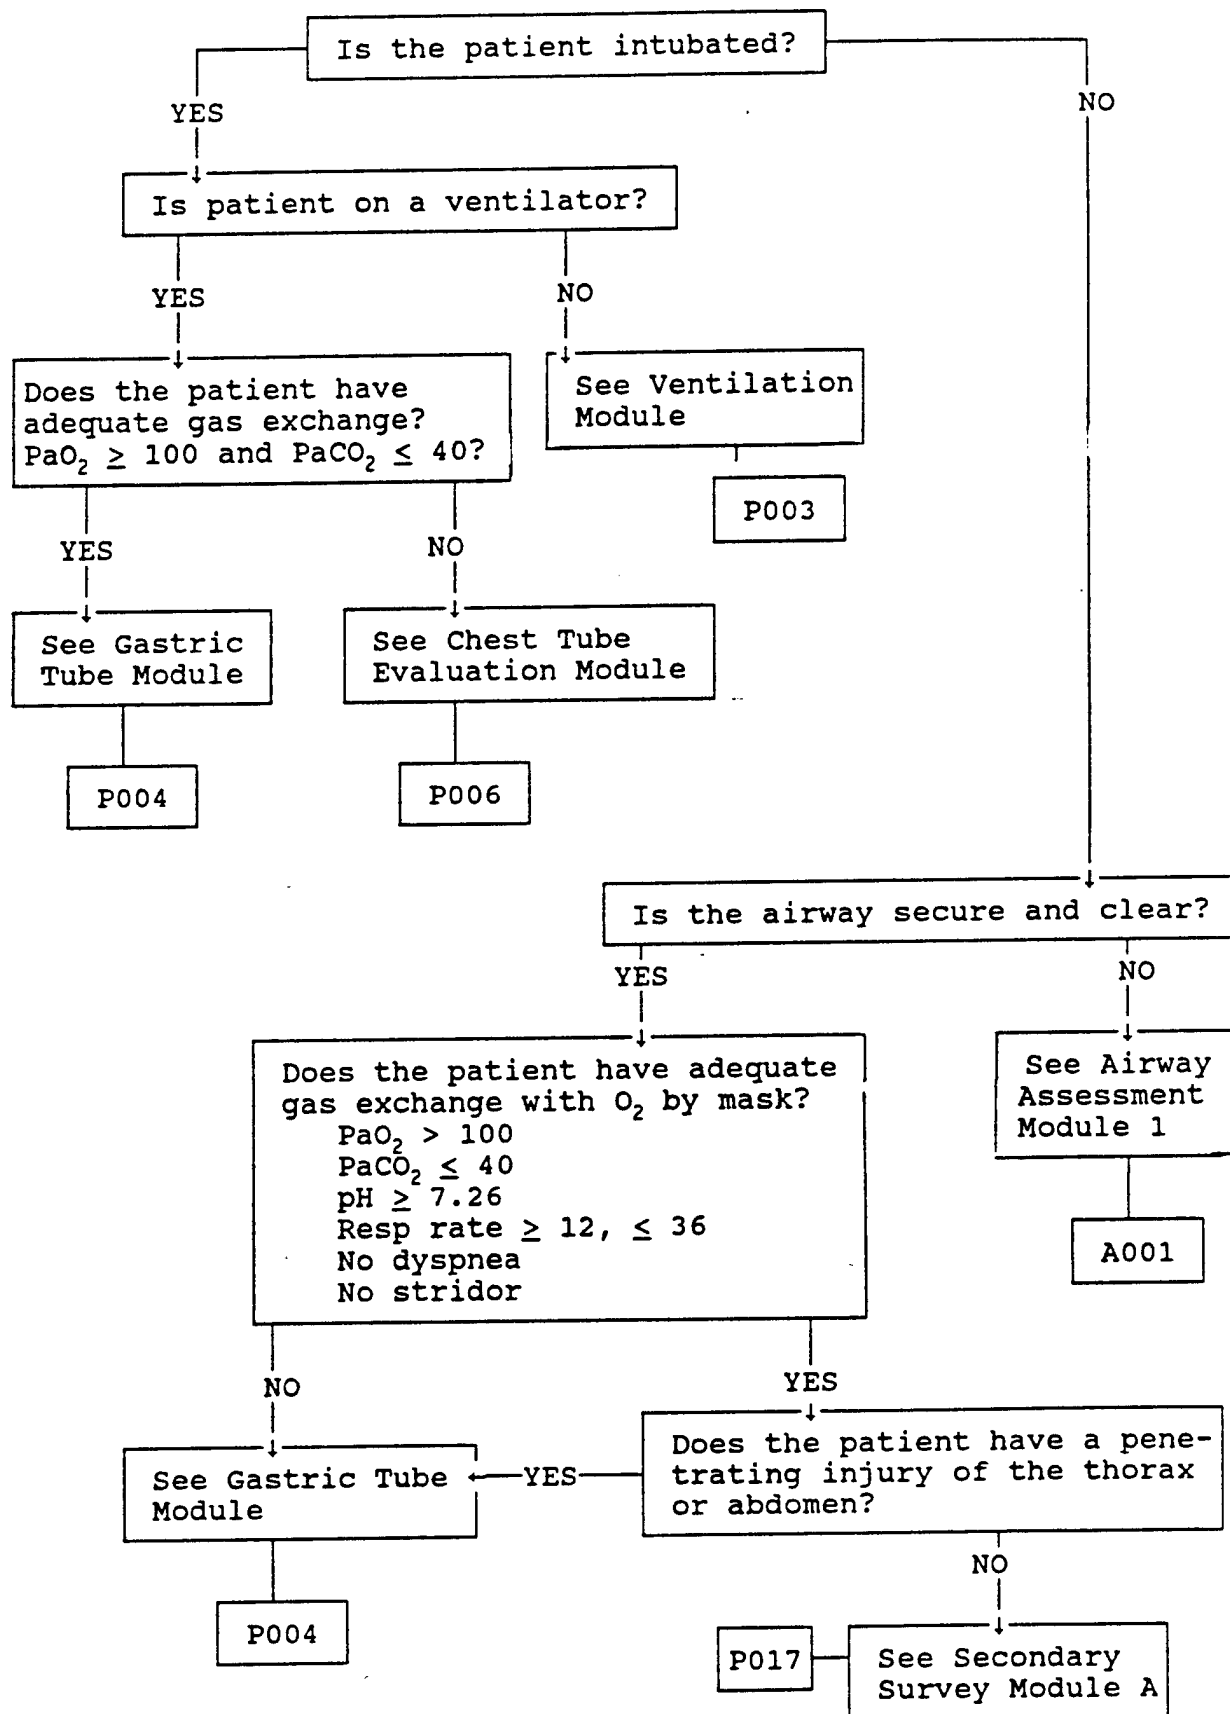 Is the patient intubated?
YES
NO
Is patient on a ventilator?
YES
NO
Does the patient have
adequate gas exchange?
PaO₂ ≥ 100 and PaCO₂ ≤ 40?
See Ventilation
Module
P003
YES
NO
See Gastric
Tube Module
See Chest Tube
Evaluation Module
P004
P006
Is the airway secure and clear?
YES
NO
Does the patient have adequate
gas exchange with O₂ by mask?
PaO₂ > 100
PaCO₂ ≤ 40
pH ≥ 7.26
Resp rate ≥ 12, ≤ 36
No dyspnea
No stridor
See Airway
Assessment
Module 1
A001
NO
YES
See Gastric Tube
Module
YES
Does the patient have a pene-
trating injury of the thorax
or abdomen?
P004
NO
P017
See Secondary
Survey Module A